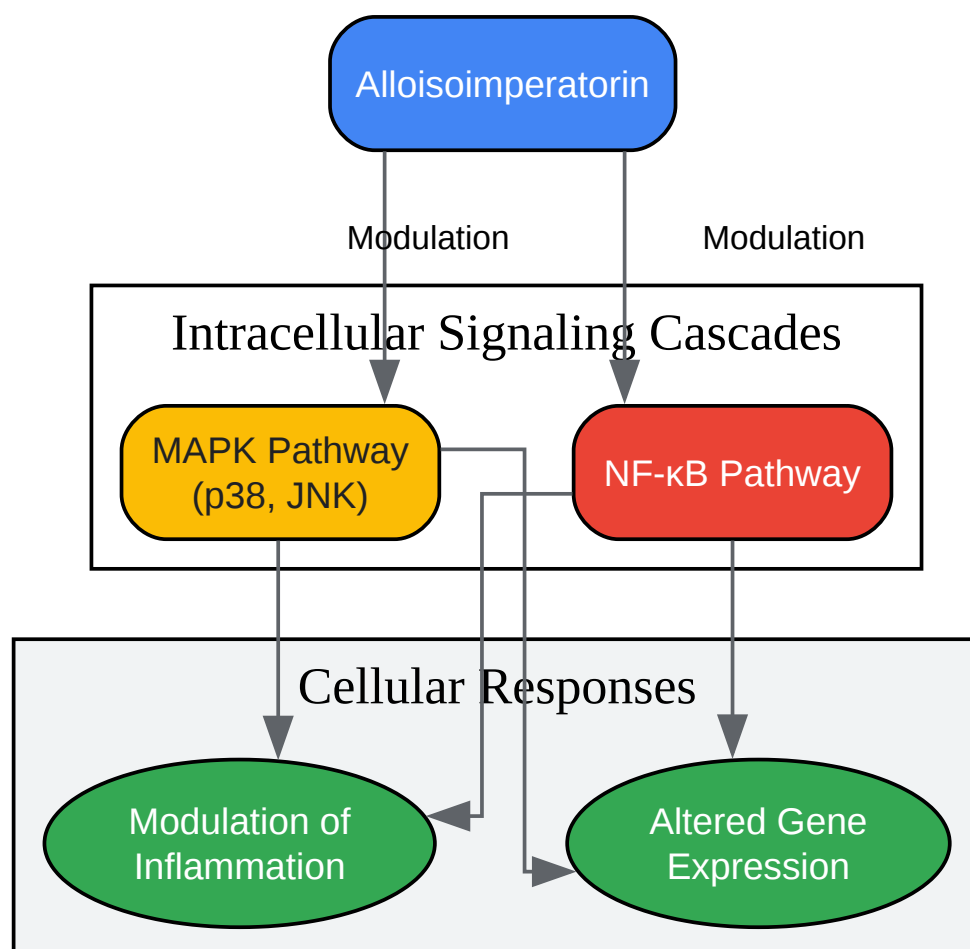 Alloisoimperatorin
Modulation
Modulation
Intracellular Signaling Cascades
MAPK Pathway
(p38, JNK)
NF-κB Pathway
Cellular Responses
Modulation of
Inflammation
Altered Gene
Expression